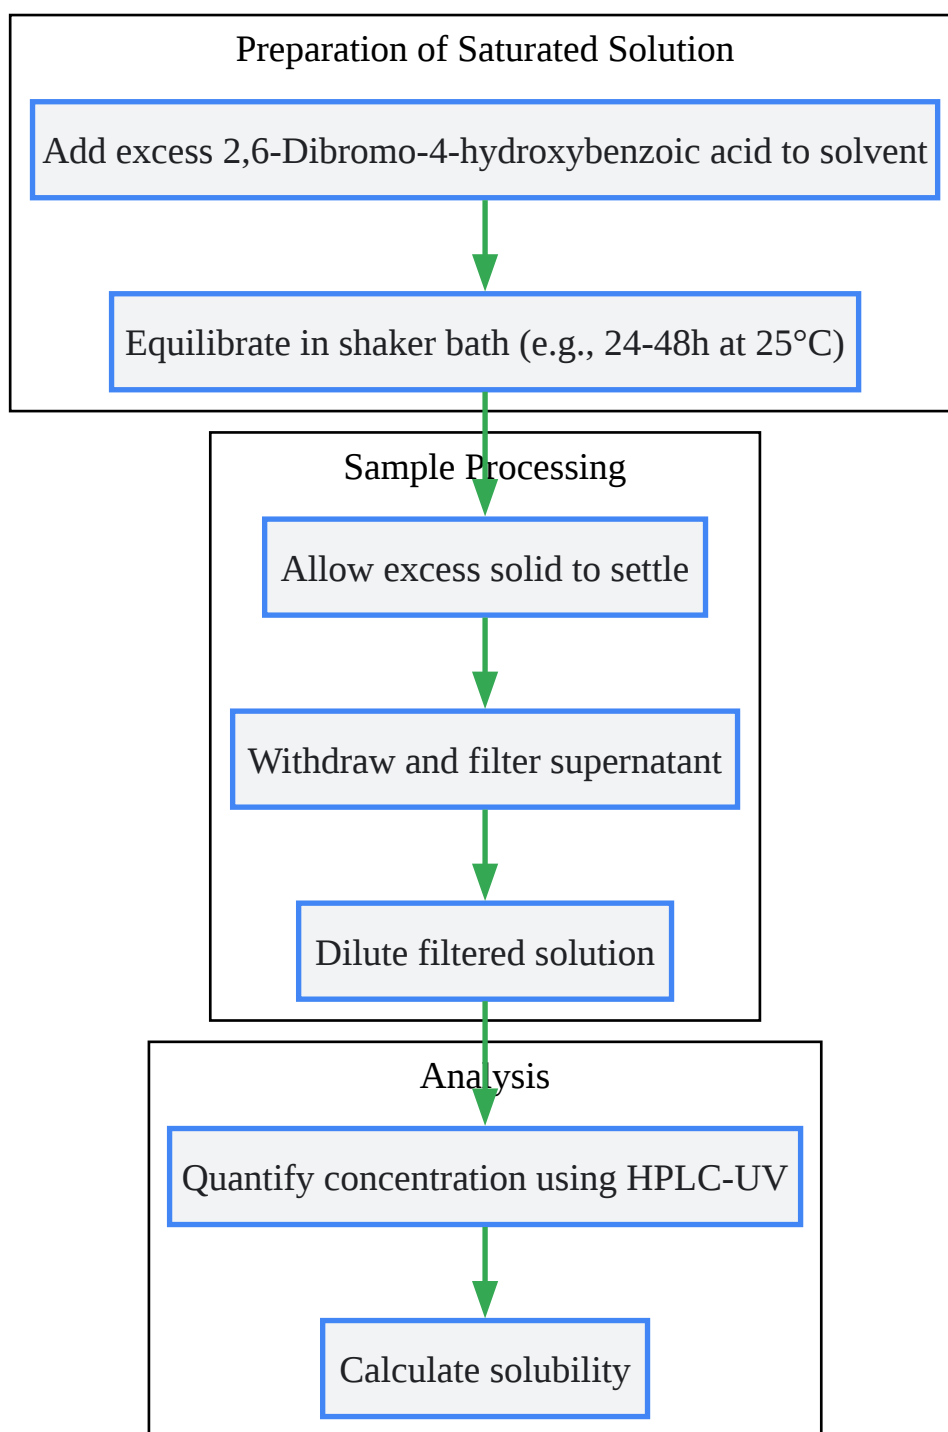 Preparation of Saturated Solution
Add excess 2,6-Dibromo-4-hydroxybenzoic acid to solvent
Equilibrate in shaker bath (e.g., 24-48h at 25°C)
Sample Processing
Allow excess solid to settle
Withdraw and filter supernatant
Dilute filtered solution
Analysis
Quantify concentration using HPLC-UV
Calculate solubility